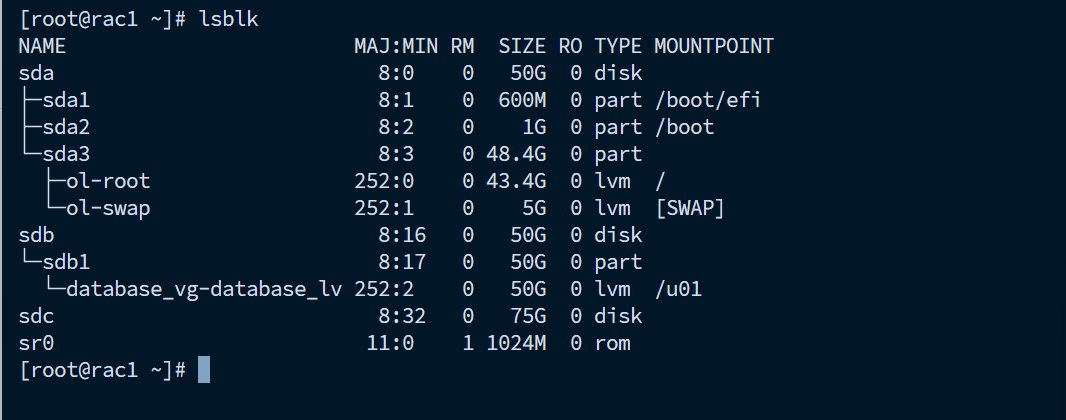 [root@rac1 ~]# lsblk
NAME                        MAJ:MIN RM  SIZE RO TYPE MOUNTPOINT
sda                           8:0    0   50G  0 disk
├─sda1                        8:1    0  600M  0 part /boot/efi
├─sda2                        8:2    0    1G  0 part /boot
└─sda3                        8:3    0 48.4G  0 part
  ├─ol-root                 252:0    0 43.4G  0 lvm  /
  └─ol-swap                 252:1    0    5G  0 lvm  [SWAP]
sdb                           8:16   0   50G  0 disk
└─sdb1                        8:17   0   50G  0 part
  └─database_vg-database_lv 252:2    0   50G  0 lvm  /u01
sdc                           8:32   0   75G  0 disk
sr0                          11:0    1 1024M  0 rom
[root@rac1 ~]#